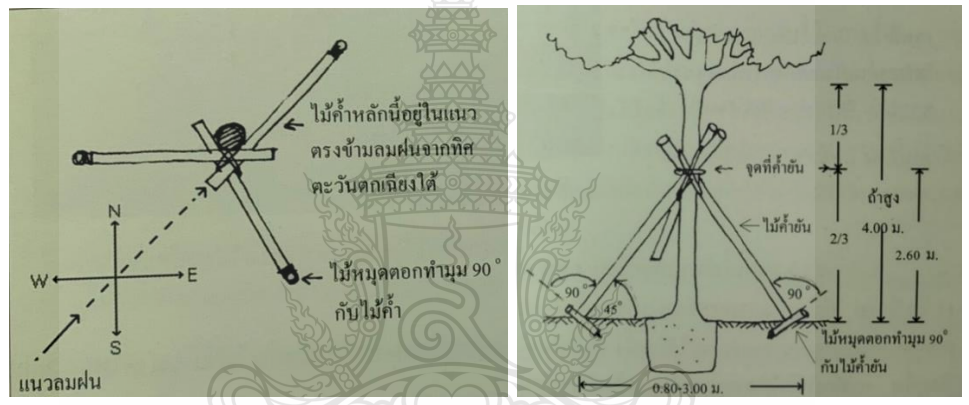 ไม้ค้ำหลักนี้อยู่ในแนว
ตรงข้ามลมฝนจากทิศ
ตะวันตกเฉียงใต้
N
W
E
S
ไม้หมุดตอกทำมุม 90°
กับไม้ค้ำ
แนวลมฝน
1/3
จุดที่ค้ำยัน
ถ้าสูง
ไม้ค้ำยัน
2/3
4.00 ม.
2.60 ม.
90°
45°
90°
ไม้หมุดตอกทำมุม 90°
กับไม้ค้ำยัน
0.80-3.00 ม.